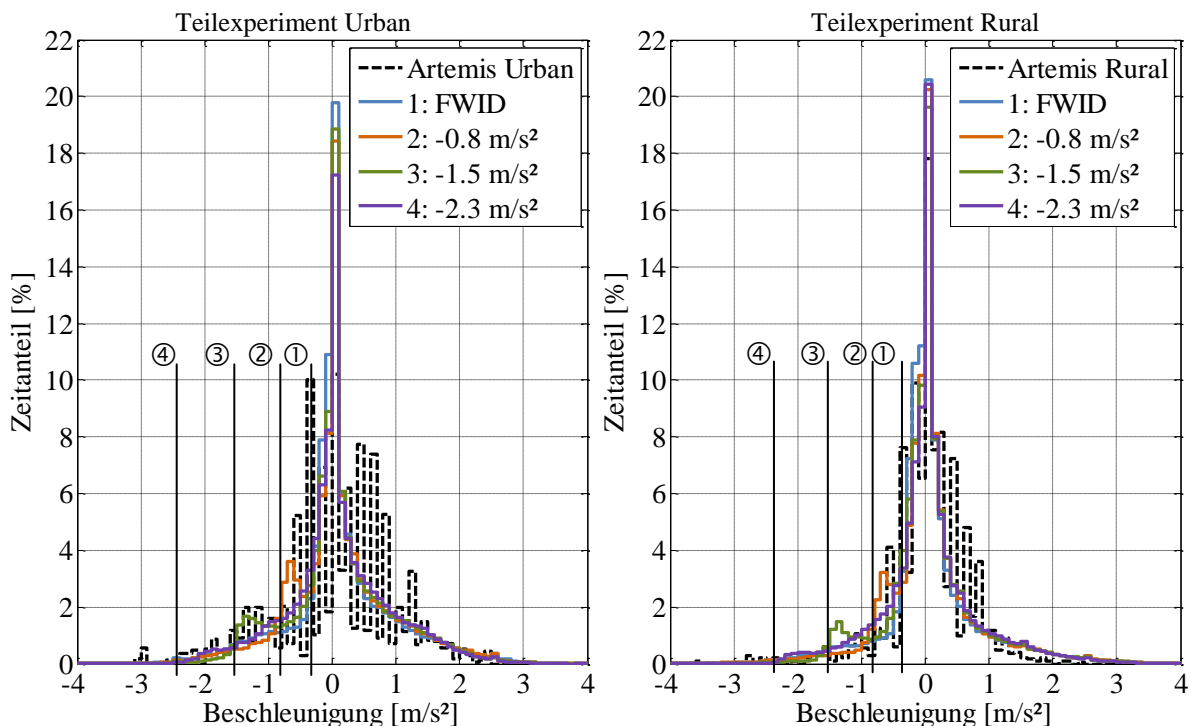 Teilexperiment Urban
22
20
18
16
14
12
10
8
6
4
2
0
Zeitanteil [%]
Artemis Urban
1: FWID
2: -0.8 m/s²
3: -1.5 m/s²
4: -2.3 m/s²
④ ③ ② ①
-4 -3 -2 -1 0 1 2 3 4
Beschleunigung [m/s²]
Teilexperiment Rural
22
20
18
16
14
12
10
8
6
4
2
0
Zeitanteil [%]
Artemis Rural
1: FWID
2: -0.8 m/s²
3: -1.5 m/s²
4: -2.3 m/s²
④ ③ ② ①
-4 -3 -2 -1 0 1 2 3 4
Beschleunigung [m/s²]